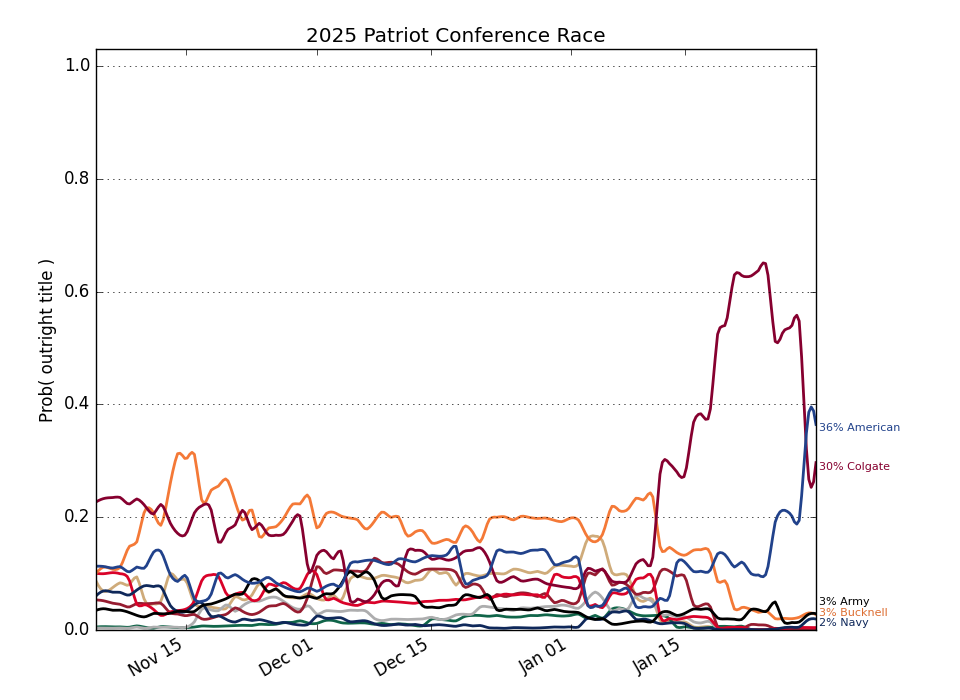 2025 Patriot Conference Race
1.0
0.8
0.6
0.4
0.2
0.0
Prob( outright title )
36% American
30% Colgate
3% Army
3% Bucknell
2% Navy
Nov 15
Dec 01
Dec 15
Jan 01
Jan 15